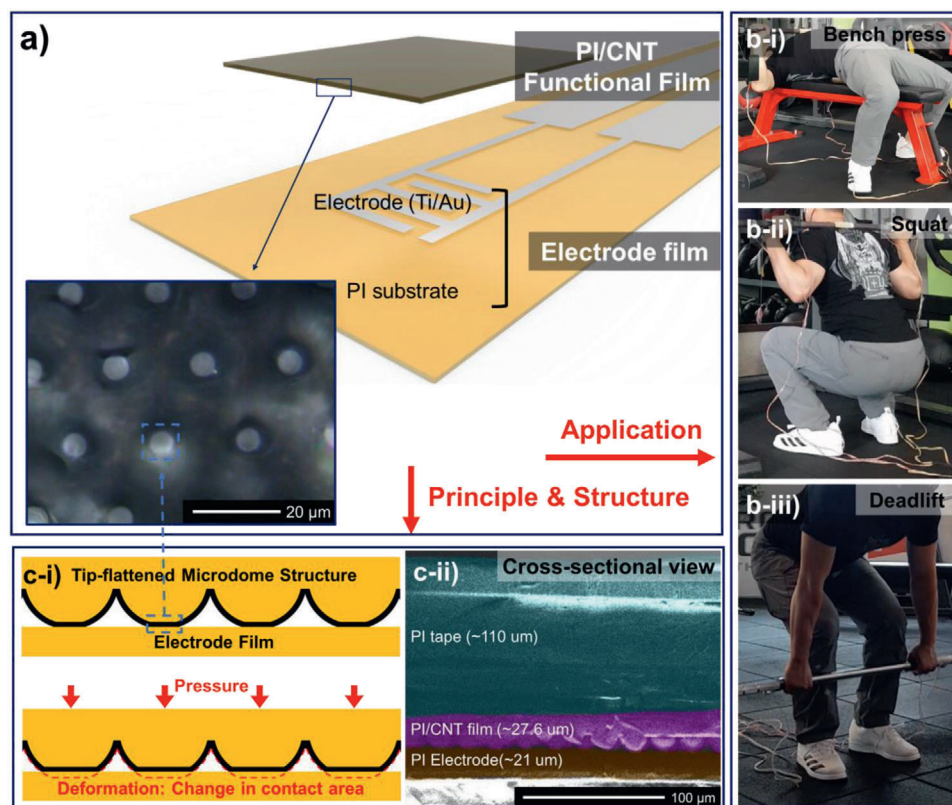 a)
PI/CNT
Functional Film
Electrode (Ti/Au)
Electrode film
PI substrate
20 µm
Application
Principle & Structure
b-i)
Bench press
b-ii)
Squat
b-iii)
Deadlift
c-i)
Tip-flattened Microdome Structure
Electrode Film
Pressure
Deformation: Change in contact area
c-ii)
Cross-sectional view
PI tape (~110 um)
PI/CNT film (~27.6 um)
PI Electrode(~21 um)
100 µm